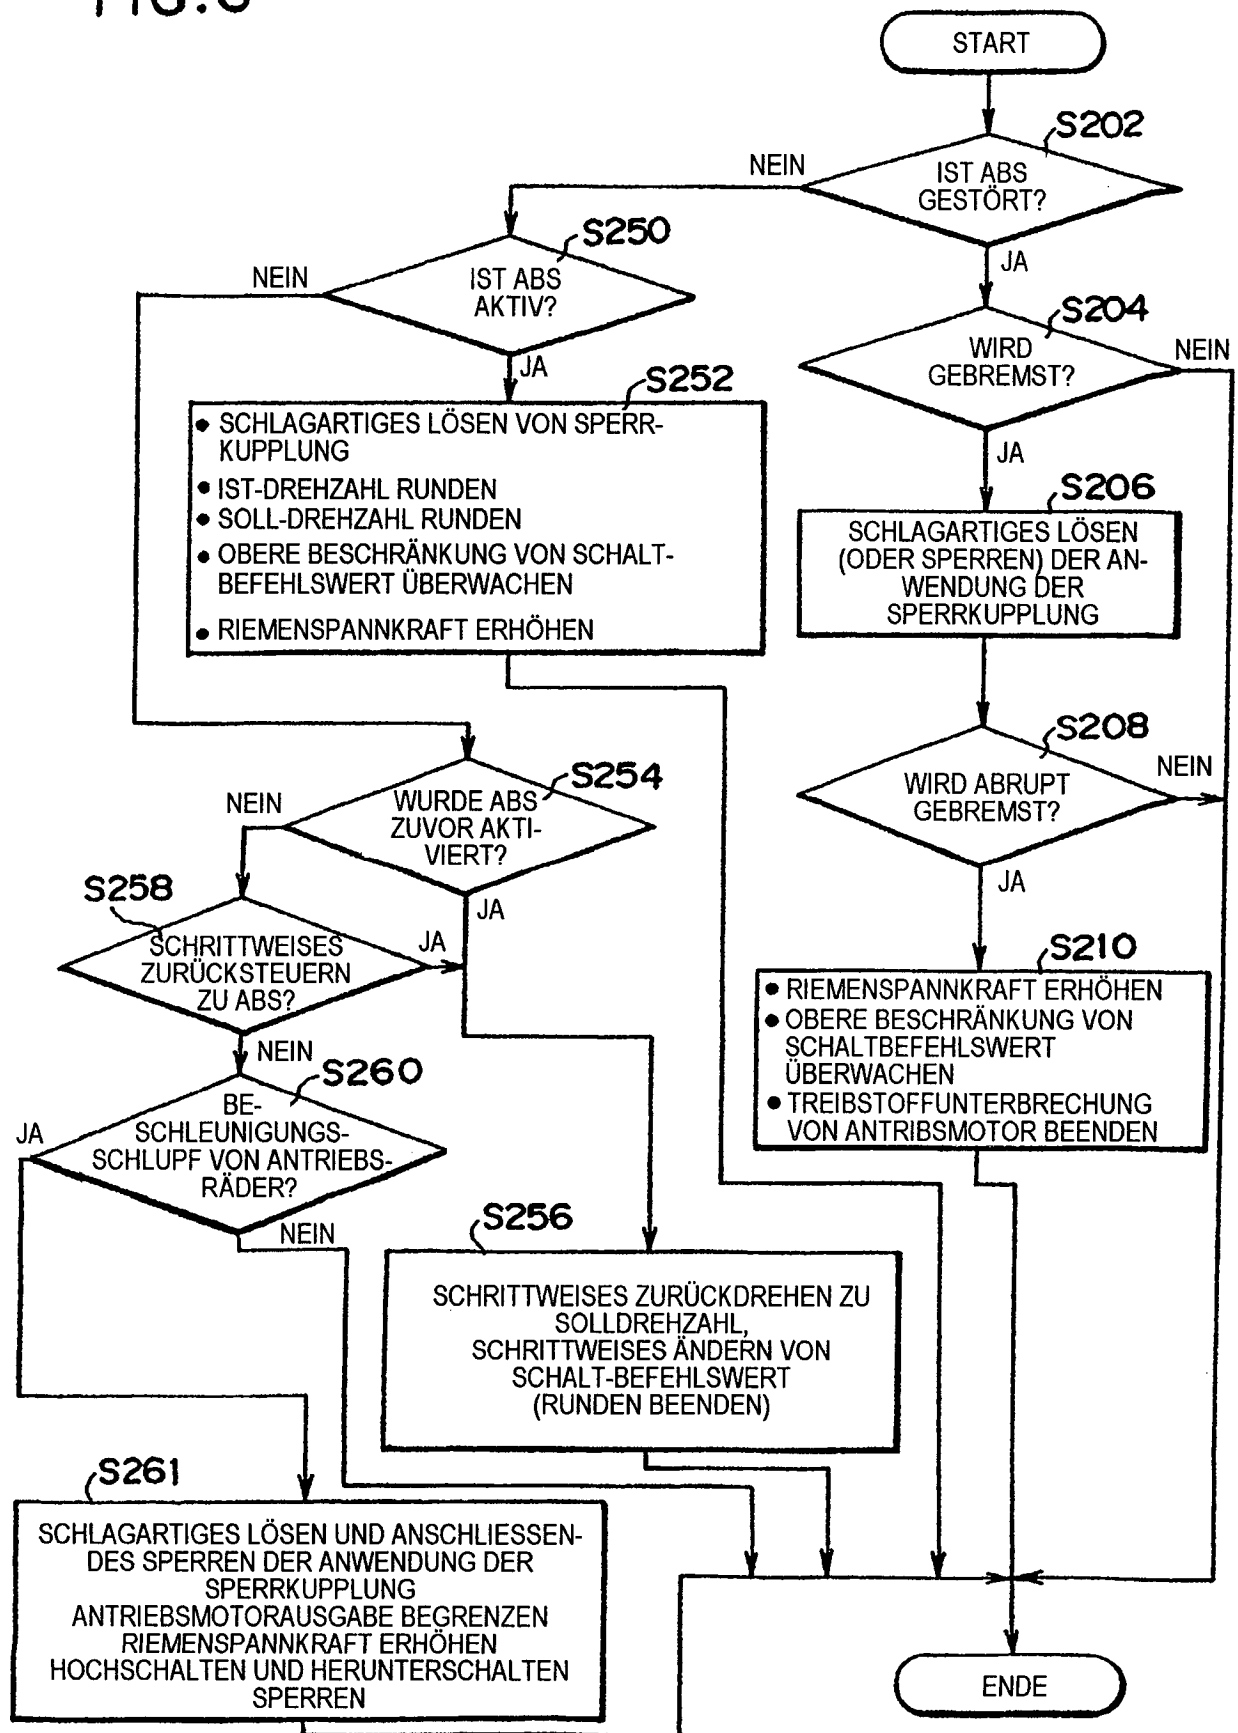 START
S202
NEIN
IST ABS
GESTÖRT?
JA
S250
NEIN
IST ABS
AKTIV?
JA
S204
WIRD
GEBREMST?
NEIN
JA
S252
• SCHLAGARTIGES LÖSEN VON SPERR-
KUPPLUNG
• IST-DREHZAHL RUNDEN
• SOLL-DREHZAHL RUNDEN
• OBERE BESCHRÄNKUNG VON SCHALT-
BEFEHLSWERT ÜBERWACHEN
• RIEMENSPANNKRAFT ERHÖHEN
S206
SCHLAGARTIGES LÖSEN
(ODER SPERREN) DER AN-
WENDUNG DER
SPERRKUPPLUNG
S208
WIRD ABRUPT
GEBREMST?
NEIN
JA
S254
NEIN
WURDE ABS
ZUVOR AKTI-
VIERT?
JA
S258
SCHRITTWEISES
ZURÜCKSTEUERN
ZU ABS?
JA
NEIN
S210
• RIEMENSPANNKRAFT ERHÖHEN
• OBERE BESCHRÄNKUNG VON
SCHALTBEFEHLSWERT
ÜBERWACHEN
• TREIBSTOFFUNTERBRECHUNG
VON ANTRIBSMOTOR BEENDEN
S260
JA
BE-
SCHLEUNIGUNGS-
SCHLUPF VON ANTRIEBS-
RÄDER?
NEIN
S256
SCHRITTWEISES ZURÜCKDREHEN ZU
SOLLDREHZAHL,
SCHRITTWEISES ÄNDERN VON
SCHALT-BEFEHLSWERT
(RUNDEN BEENDEN)
S261
SCHLAGARTIGES LÖSEN UND ANSCHLIESSEN-
DES SPERREN DER ANWENDUNG DER
SPERRKUPPLUNG
ANTRIEBSMOTORAUSGABE BEGRENZEN
RIEMENSPANNKRAFT ERHÖHEN
HOCHSCHALTEN UND HERUNTERSCHALTEN
SPERREN
ENDE